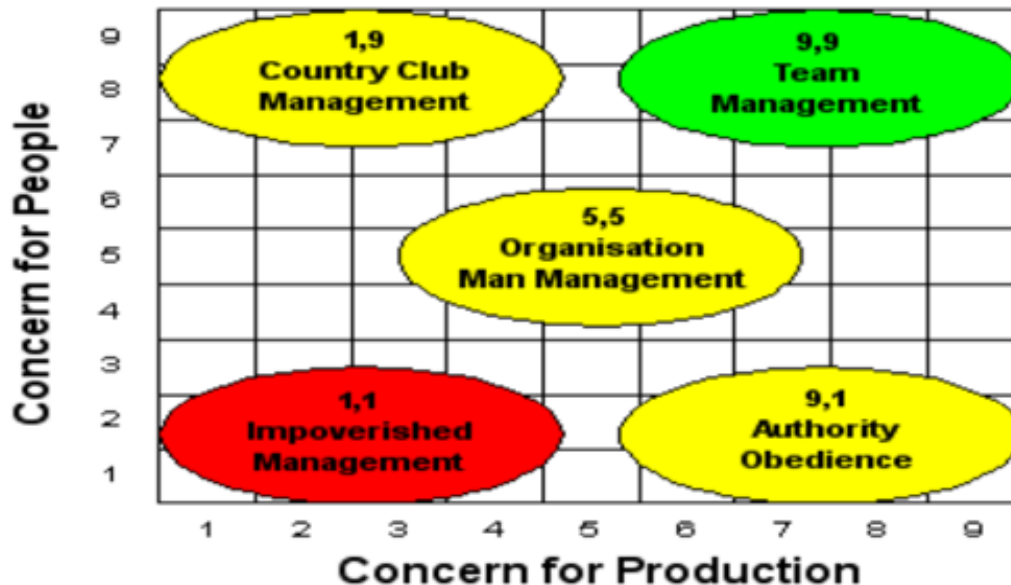 Concern for People
9
8
7
6
5
4
3
2
1
1,9
Country Club
Management
9,9
Team
Management
5,5
Organisation
Man Management
1,1
Impoverished
Management
9,1
Authority
Obedience
1 2 3 4 5 6 7 8 9
Concern for Production